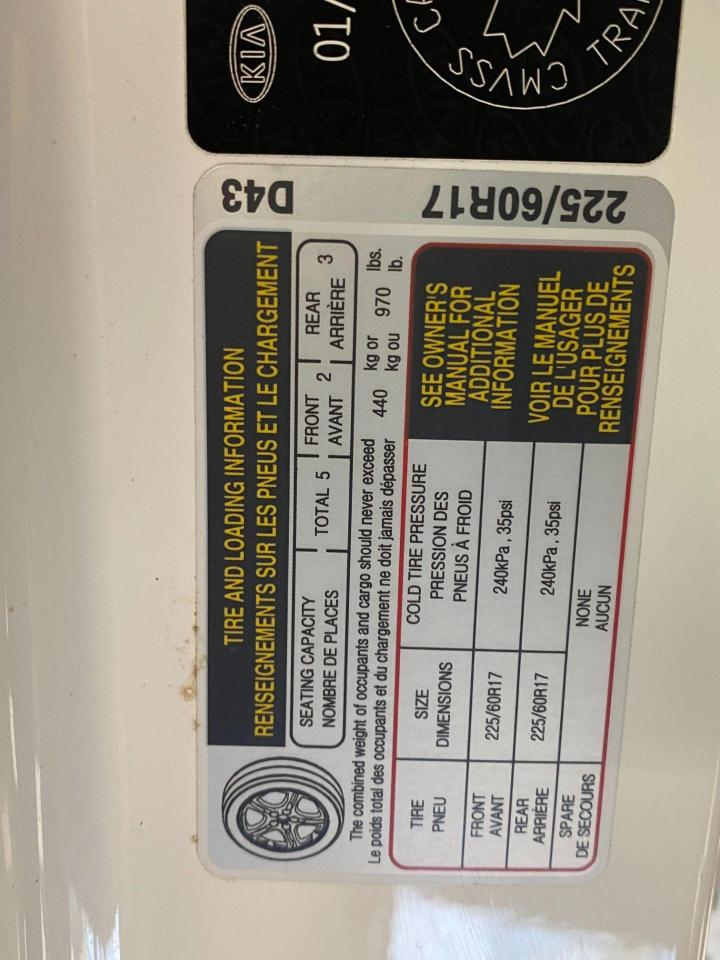 KIA
01/
CMVSS
D43
225/60R17
TIRE AND LOADING INFORMATION
RENSEIGNEMENTS SUR LES PNEUS ET LE CHARGEMENT
SEATING CAPACITY
NOMBRE DE PLACES
TOTAL 5
FRONT
AVANT 2
REAR
ARRIÈRE 3
The combined weight of occupants and cargo should never exceed 440 kg or 970 lbs.
Le poids total des occupants et du chargement ne doit jamais dépasser kg ou lb.
TIRE
PNEU
SIZE
DIMENSIONS
COLD TIRE PRESSURE
PRESSION DES
PNEUS À FROID
FRONT
AVANT
225/60R17
240kPa , 35psi
REAR
ARRIÈRE
225/60R17
240kPa , 35psi
SPARE
DE SECOURS
NONE
AUCUN
SEE OWNER'S
MANUAL FOR
ADDITIONAL
INFORMATION
VOIR LE MANUEL
DE L'USAGER
POUR PLUS DE
RENSEIGNEMENTS